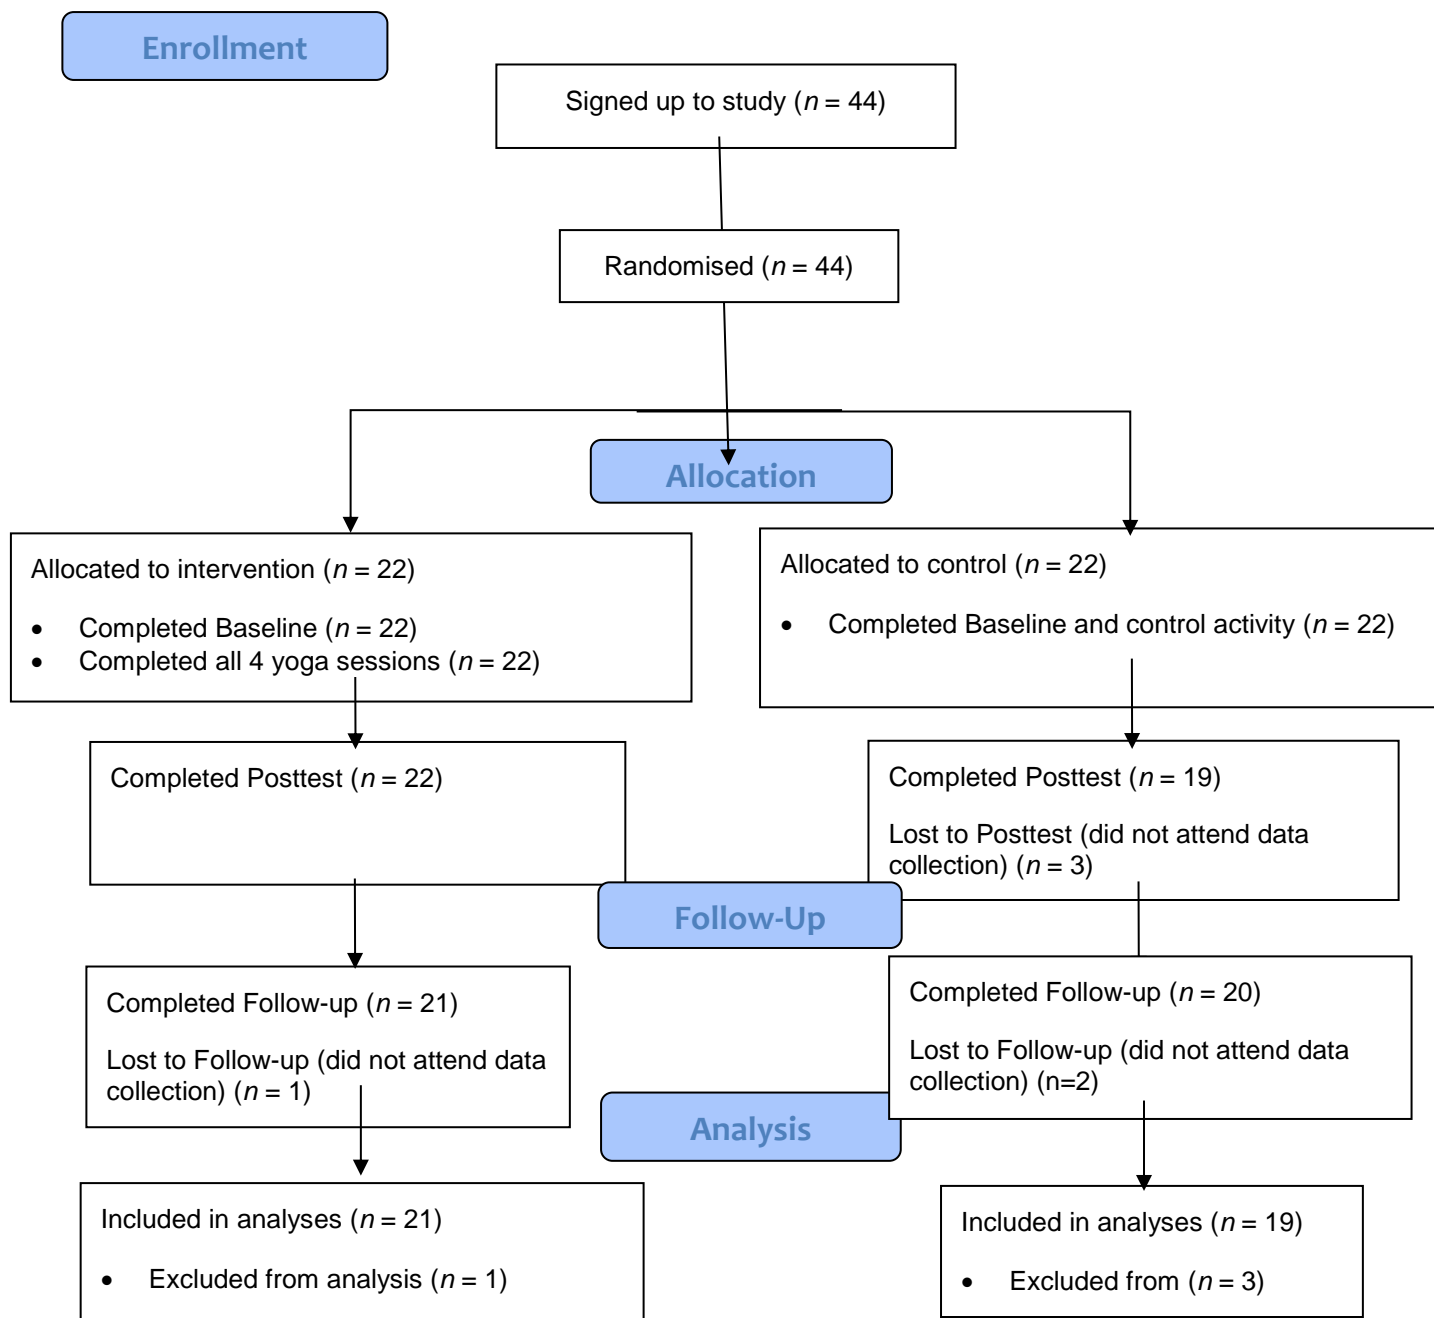 Enrollment
Signed up to study (n = 44)
Randomised (n = 44)
Allocation
Allocated to intervention (n = 22)
• Completed Baseline (n = 22)
• Completed all 4 yoga sessions (n = 22)
Allocated to control (n = 22)
• Completed Baseline and control activity (n = 22)
Completed Posttest (n = 22)
Completed Posttest (n = 19)
Lost to Posttest (did not attend data
collection) (n = 3)
Follow-Up
Completed Follow-up (n = 21)
Lost to Follow-up (did not attend data
collection) (n = 1)
Completed Follow-up (n = 20)
Lost to Follow-up (did not attend data
collection) (n=2)
Analysis
Included in analyses (n = 21)
• Excluded from analysis (n = 1)
Included in analyses (n = 19)
• Excluded from (n = 3)